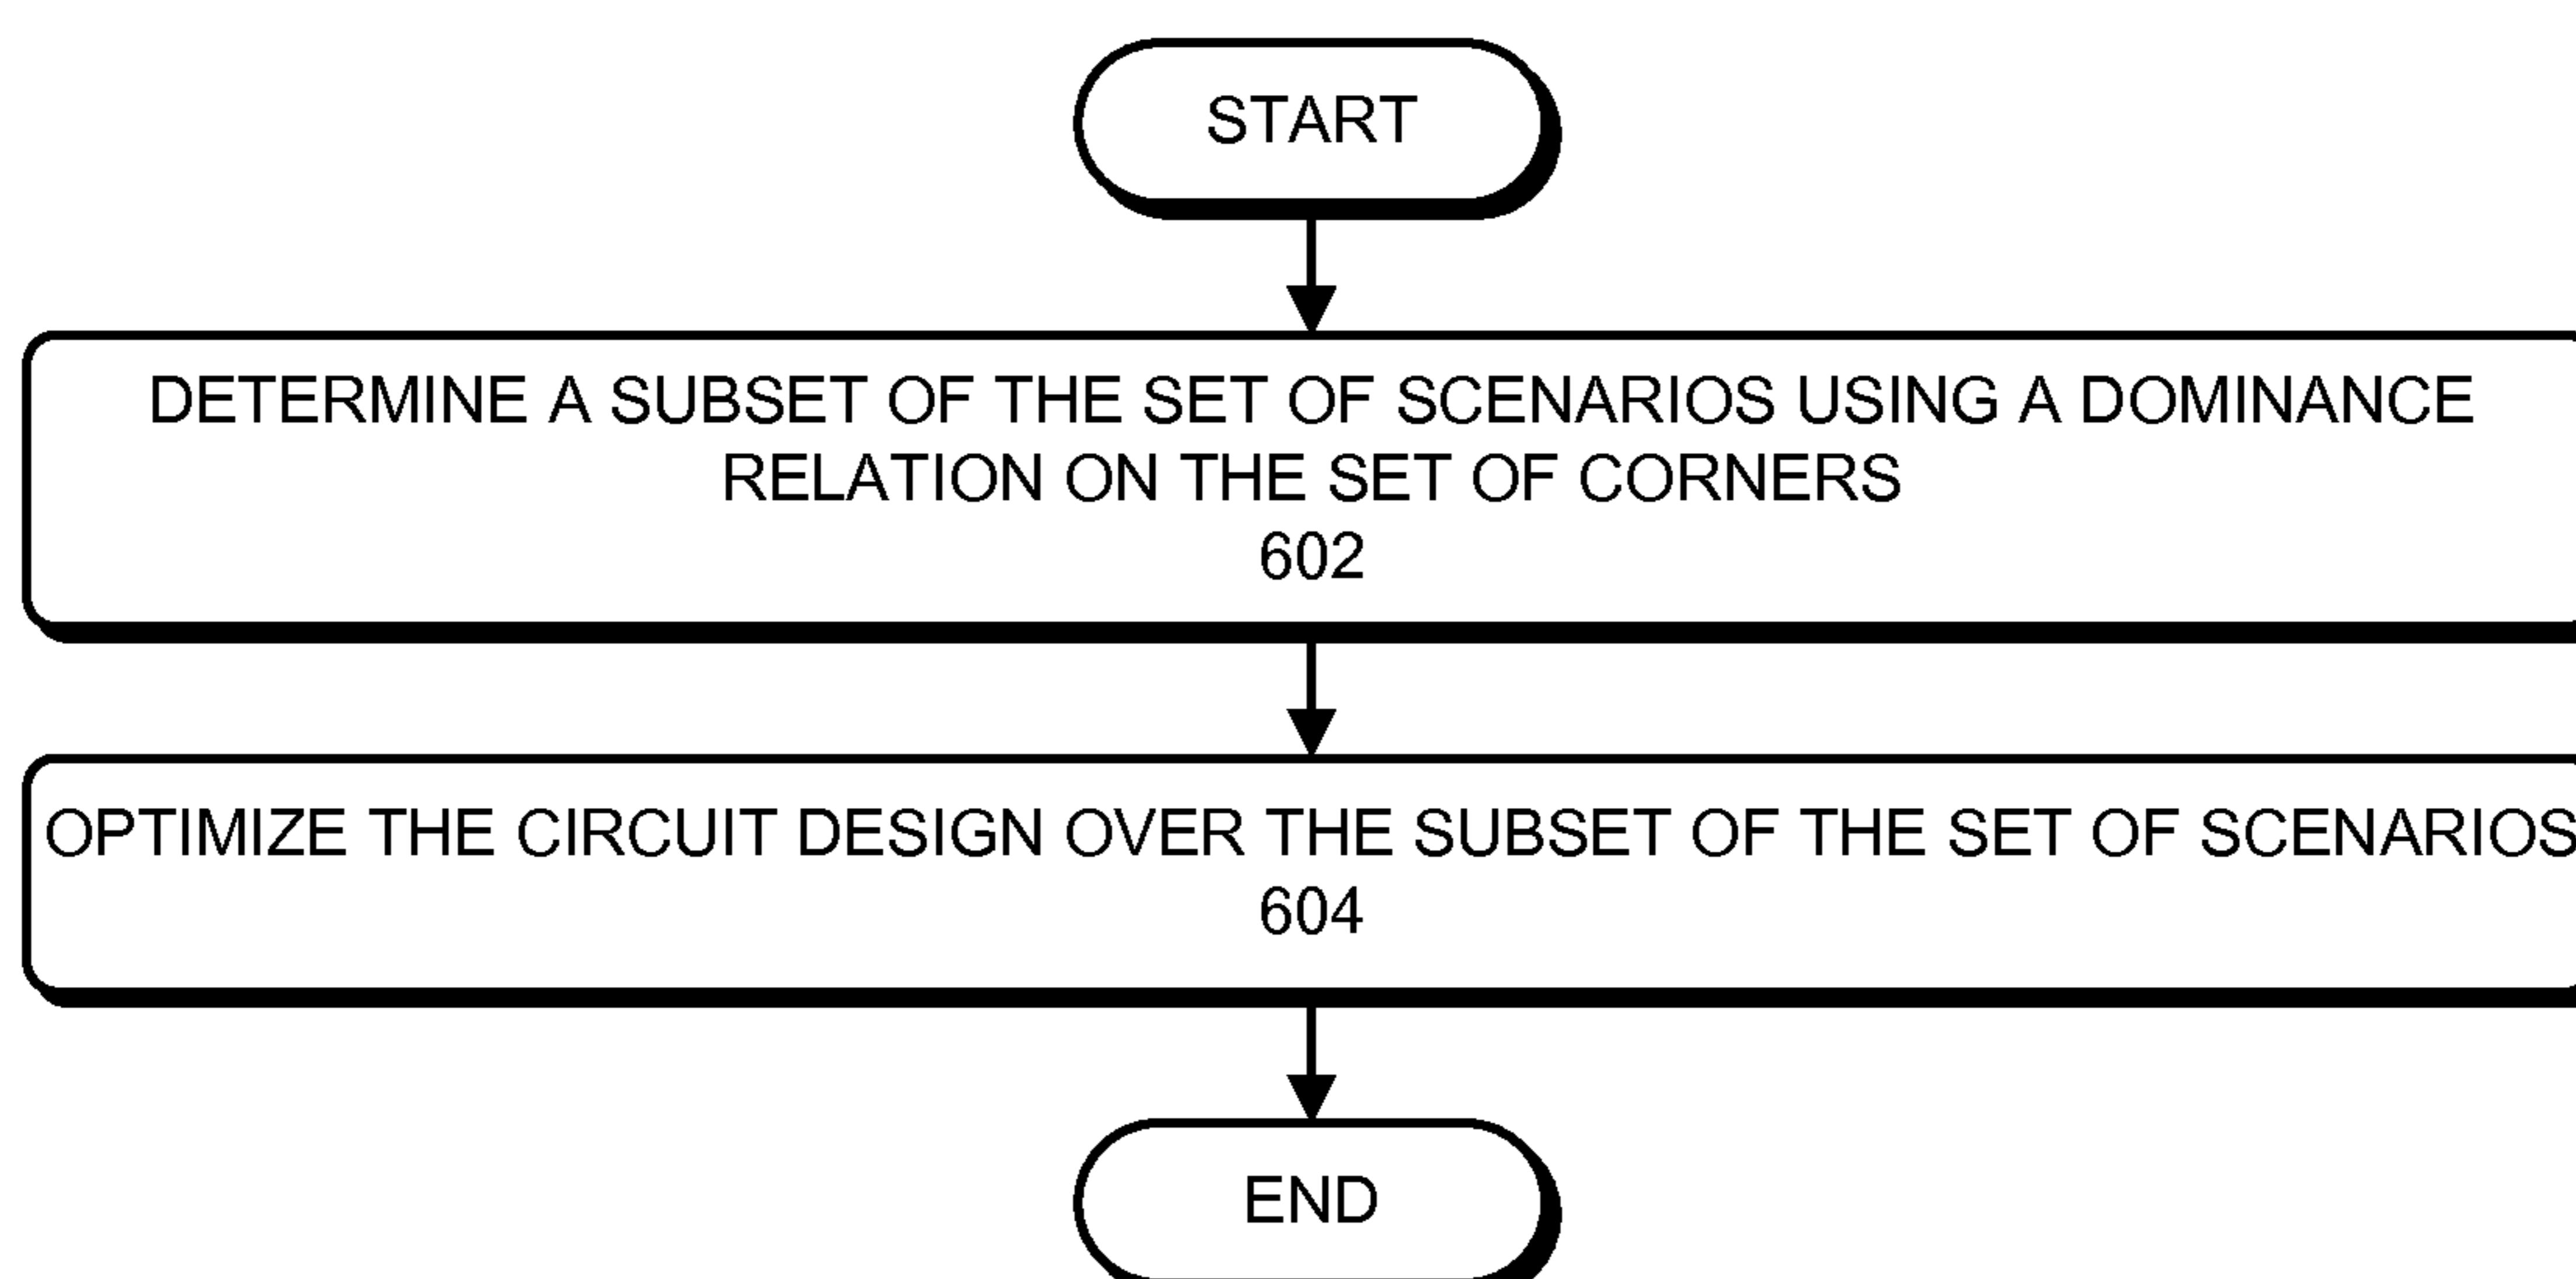 START
DETERMINE A SUBSET OF THE SET OF SCENARIOS USING A DOMINANCE
RELATION ON THE SET OF CORNERS
602
OPTIMIZE THE CIRCUIT DESIGN OVER THE SUBSET OF THE SET OF SCENARIOS
604
END